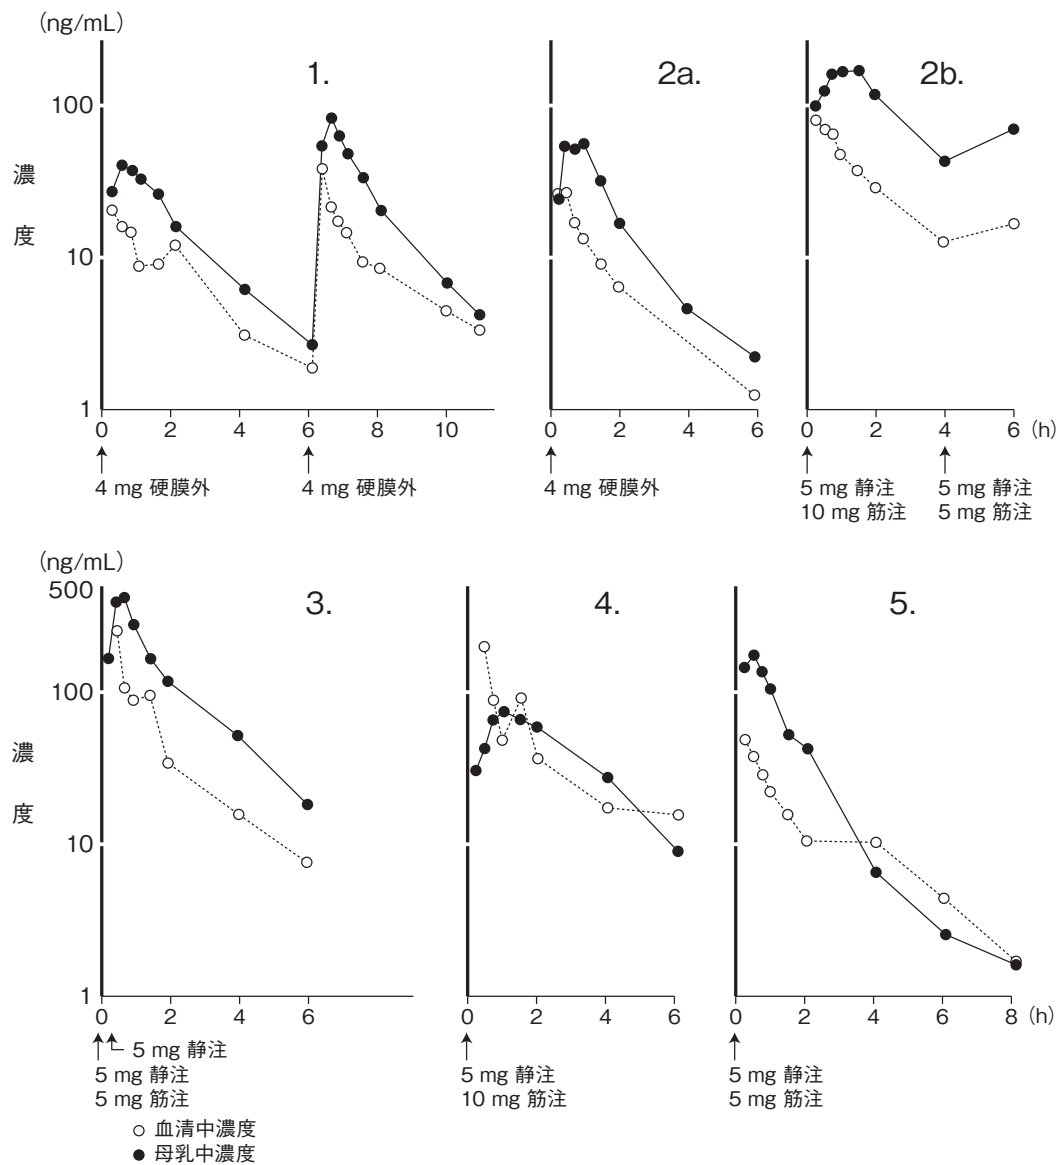 (ng/mL)
1.
2a.
2b.
100
濃
度
10
1
0 2 4 6 8 10
0 2 4 6
0 2 4 6 (h)
4 mg 硬膜外
4 mg 硬膜外
4 mg 硬膜外
5 mg 静注
10 mg 筋注
5 mg 静注
5 mg 筋注
(ng/mL)
500
3.
4.
5.
100
濃
度
10
1
0 2 4 6
0 2 4 6
0 2 4 6 8 (h)
5 mg 静注
5 mg 静注
5 mg 筋注
5 mg 静注
10 mg 筋注
5 mg 静注
5 mg 筋注
○ 血清中濃度
● 母乳中濃度